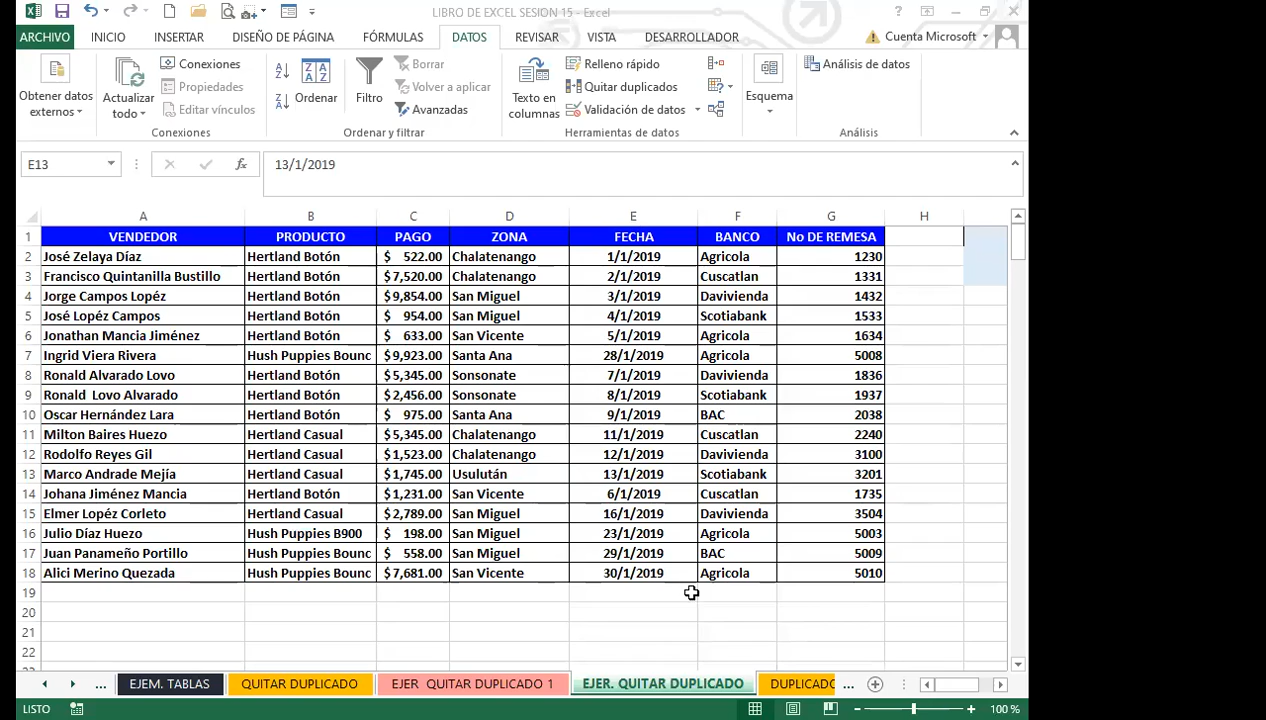 LIBRO DE EXCEL SESION 15 - Excel
ARCHIVO INICIO INSERTAR DISEÑO DE PÁGINA FÓRMULAS DATOS REVISAR VISTA DESARROLLADOR Cuenta Microsoft
Obtener datos externos
Actualizar todo
Conexiones
Propiedades
Editar vínculos
Conexiones
Ordenar
Filtro
Borrar
Volver a aplicar
Avanzadas
Ordenar y filtrar
Texto en columnas
Relleno rápido
Quitar duplicados
Validación de datos
Herramientas de datos
Esquema
Análisis de datos
Análisis
E13 fx 13/1/2019
A B C D E F G H
1 VENDEDOR PRODUCTO PAGO ZONA FECHA BANCO No DE REMESA
2 José Zelaya Díaz Hertland Botón $ 522.00 Chalatenango 1/1/2019 Agricola 1230
3 Francisco Quintanilla Bustillo Hertland Botón $ 7,520.00 Chalatenango 2/1/2019 Cuscatlan 1331
4 Jorge Campos Lopéz Hertland Botón $ 9,854.00 San Miguel 3/1/2019 Davivienda 1432
5 José Lopéz Campos Hertland Botón $ 954.00 San Miguel 4/1/2019 Scotiabank 1533
6 Jonathan Mancia Jiménez Hertland Botón $ 633.00 San Vicente 5/1/2019 Agricola 1634
7 Ingrid Viera Rivera Hush Puppies Bounc $ 9,923.00 Santa Ana 28/1/2019 Agricola 5008
8 Ronald Alvarado Lovo Hertland Botón $ 5,345.00 Sonsonate 7/1/2019 Davivienda 1836
9 Ronald Lovo Alvarado Hertland Botón $ 2,456.00 Sonsonate 8/1/2019 Scotiabank 1937
10 Oscar Hernández Lara Hertland Botón $ 975.00 Santa Ana 9/1/2019 BAC 2038
11 Milton Baires Huezo Hertland Casual $ 5,345.00 Chalatenango 11/1/2019 Cuscatlan 2240
12 Rodolfo Reyes Gil Hertland Casual $ 1,523.00 Chalatenango 12/1/2019 Davivienda 3100
13 Marco Andrade Mejía Hertland Casual $ 1,745.00 Usulután 13/1/2019 Scotiabank 3201
14 Johana Jiménez Mancia Hertland Botón $ 1,231.00 San Vicente 6/1/2019 Cuscatlan 1735
15 Elmer Lopéz Corleto Hertland Casual $ 2,789.00 San Miguel 16/1/2019 Davivienda 3504
16 Julio Díaz Huezo Hush Puppies B900 $ 198.00 San Miguel 23/1/2019 Agricola 5003
17 Juan Panameño Portillo Hush Puppies Bounc $ 558.00 San Miguel 29/1/2019 BAC 5009
18 Alici Merino Quezada Hush Puppies Bounc $ 7,681.00 San Vicente 30/1/2019 Agricola 5010
19
20
21
22
... EJEM. TABLAS QUITAR DUPLICADO EJER QUITAR DUPLICADO 1 EJER. QUITAR DUPLICADO DUPLICADO ...
LISTO 100 %